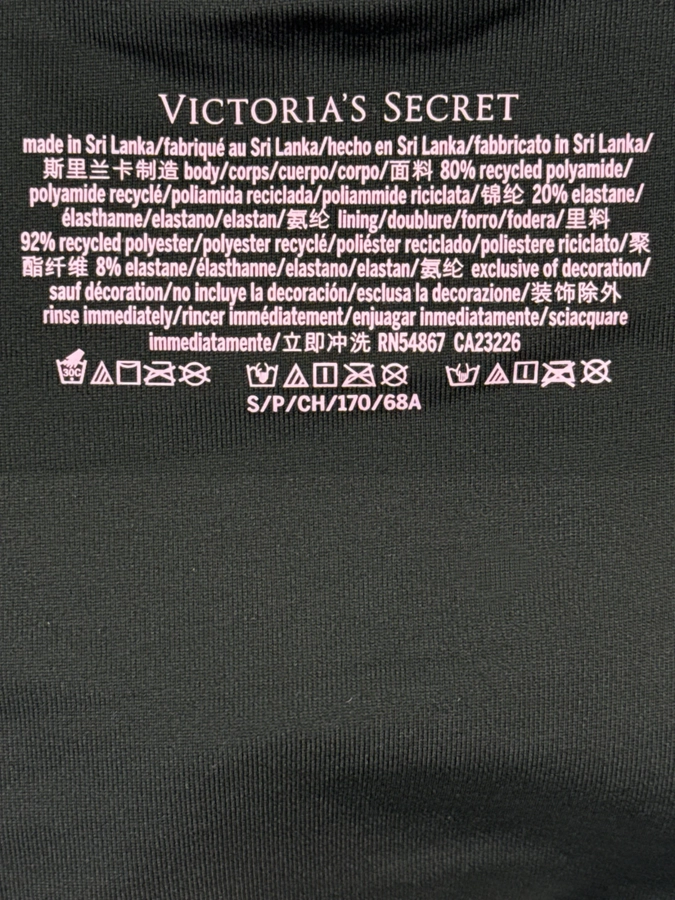 VICTORIA'S SECRET
made in Sri Lanka/fabriqué au Sri Lanka/hecho en Sri Lanka/fabbricato in Sri Lanka/
斯里兰卡制造 body/corps/cuerpo/corpo/面料 80% recycled polyamide/
polyamide recyclé/poliamida reciclada/poliammide riciclata/锦纶 20% elastane/
élasthanne/elastano/elastan/氨纶 lining/doublure/forro/fodera/里料
92% recycled polyester/polyester recyclé/poliéster reciclado/poliestere riciclato/聚
酯纤维 8% elastane/élasthanne/elastano/elastan/氨纶 exclusive of decoration/
sauf décoration/no incluye la decoración/esclusa la decorazione/装饰除外
rinse immediately/rincer immédiatement/enjuagar inmediatamente/sciacquare
immediatamente/立即冲洗 RN54867 CA23226
30C
S/P/CH/170/68A